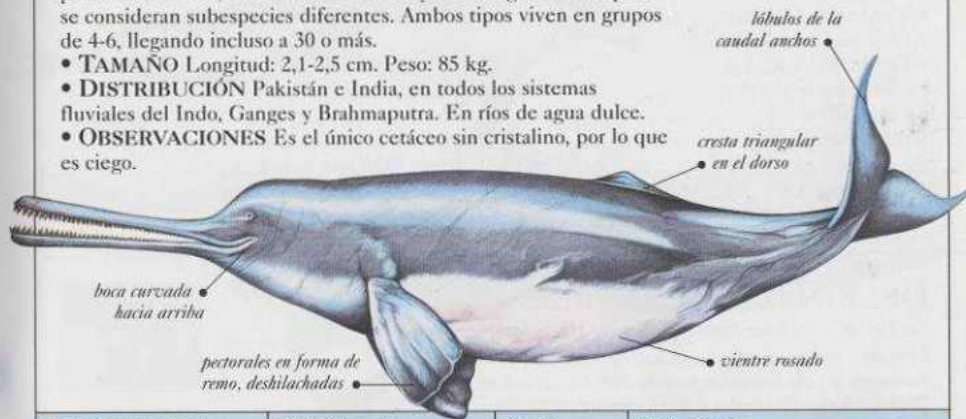 se consideran subespecies diferentes. Ambos tipos viven en grupos
de 4-6, llegando incluso a 30 o más.
• TAMAÑO Longitud: 2,1-2,5 cm. Peso: 85 kg.
• DISTRIBUCIÓN Pakistán e India, en todos los sistemas
fluviales del Indo, Ganges y Brahmaputra. En ríos de agua dulce.
• OBSERVACIONES Es el único cetáceo sin cristalino, por lo que
es ciego.
lóbulos de la
caudal anchos
cresta triangular
en el dorso
boca curvada
hacia arriba
pectorales en forma de
remo, deshilachadas
vientre rosado